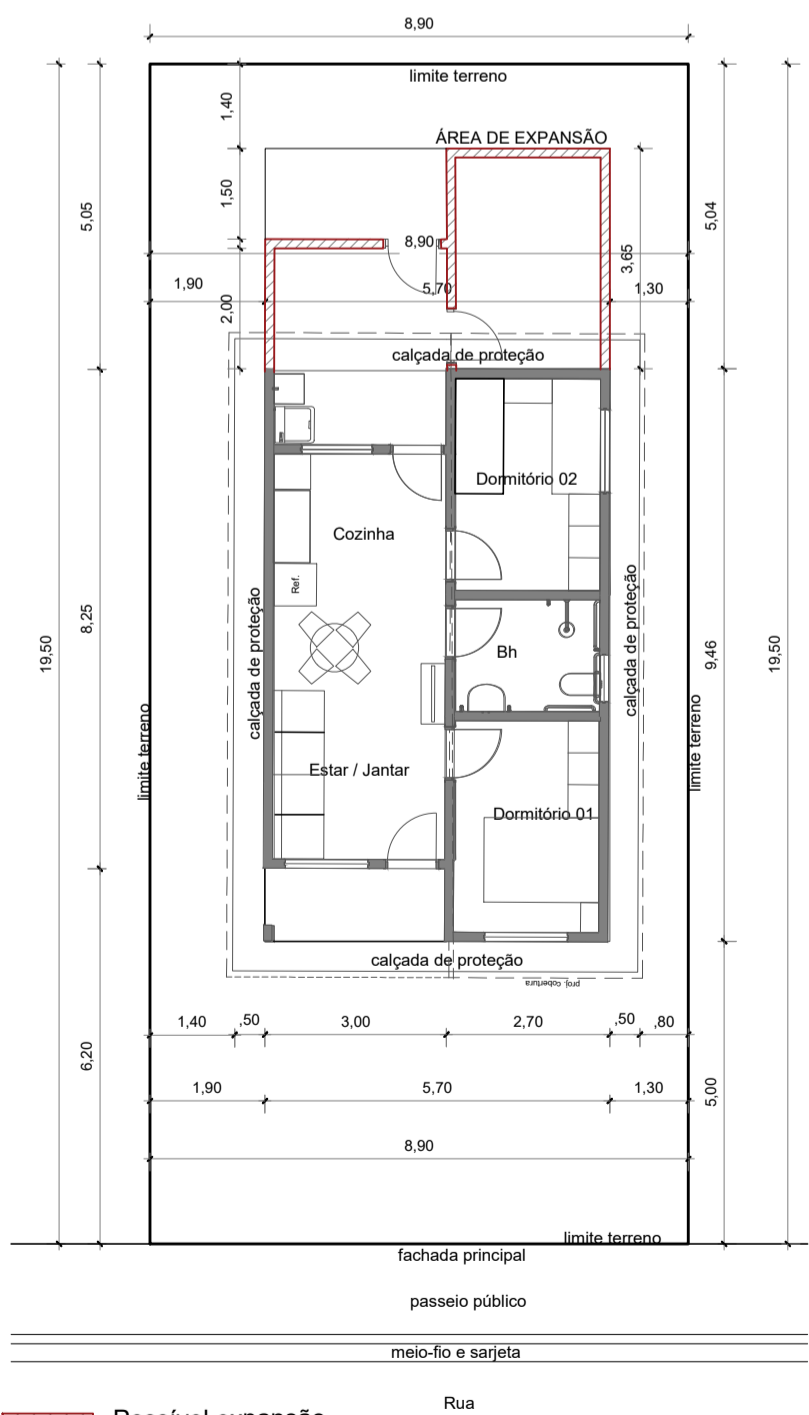 8,90
limite terreno
1,40
ÁREA DE EXPANSÃO
1,50
5,05
5,04
8,90
3,65
1,90
5,70
1,30
2,00
calçada de proteção
Dormitório 02
Cozinha
Ref.
calçada de proteção
calçada de proteção
8,25
19,50
Bh
9,46
19,50
limite terreno
limite terreno
Estar / Jantar
Dormitório 01
calçada de proteção
proj. Cobertura
1,40
,50
3,00
2,70
,50
,80
6,20
1,90
5,70
1,30
5,00
8,90
limite terreno
fachada principal
passeio público
meio-fio e sarjeta
Rua
Possível expansão